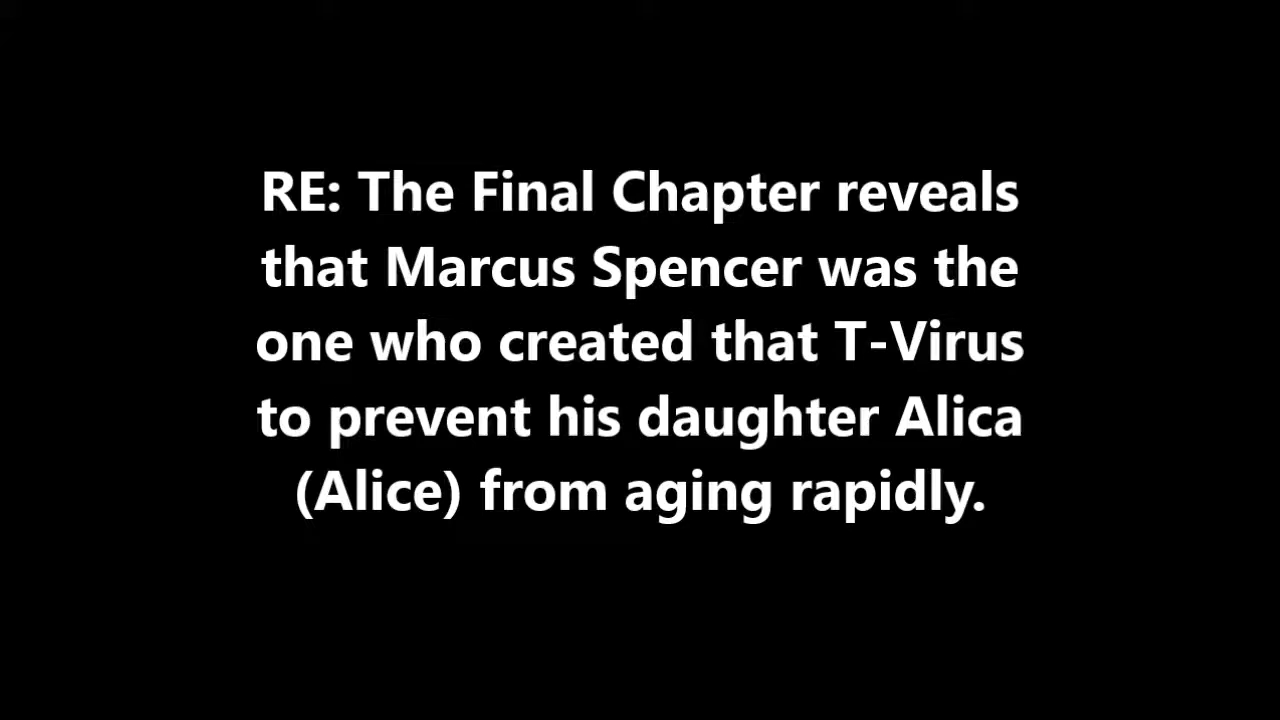 RE: The Final Chapter reveals
that Marcus Spencer was the
one who created that T-Virus
to prevent his daughter Alica
(Alice) from aging rapidly.